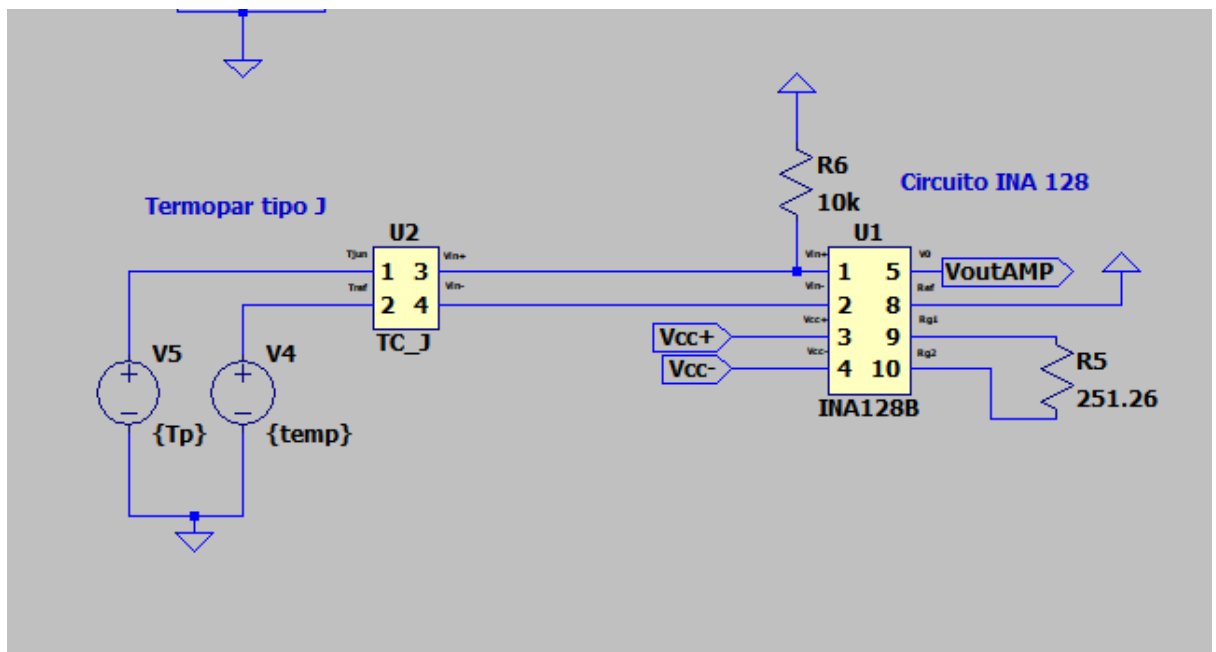 R6
10k
Circuito INA 128
Termopar tipo J
U2
U1
Tjun
1 3
Vin+
Vin+
1 5
V0
VoutAMP
Tref
2 4
Vin-
Vin-
2 8
Ref
TC_J
Vcc+
Vcc+
3 9
Rg1
Vcc-
Vcc-
4 10
Rg2
R5
251.26
INA128B
V5
V4
{Tp}
{temp}